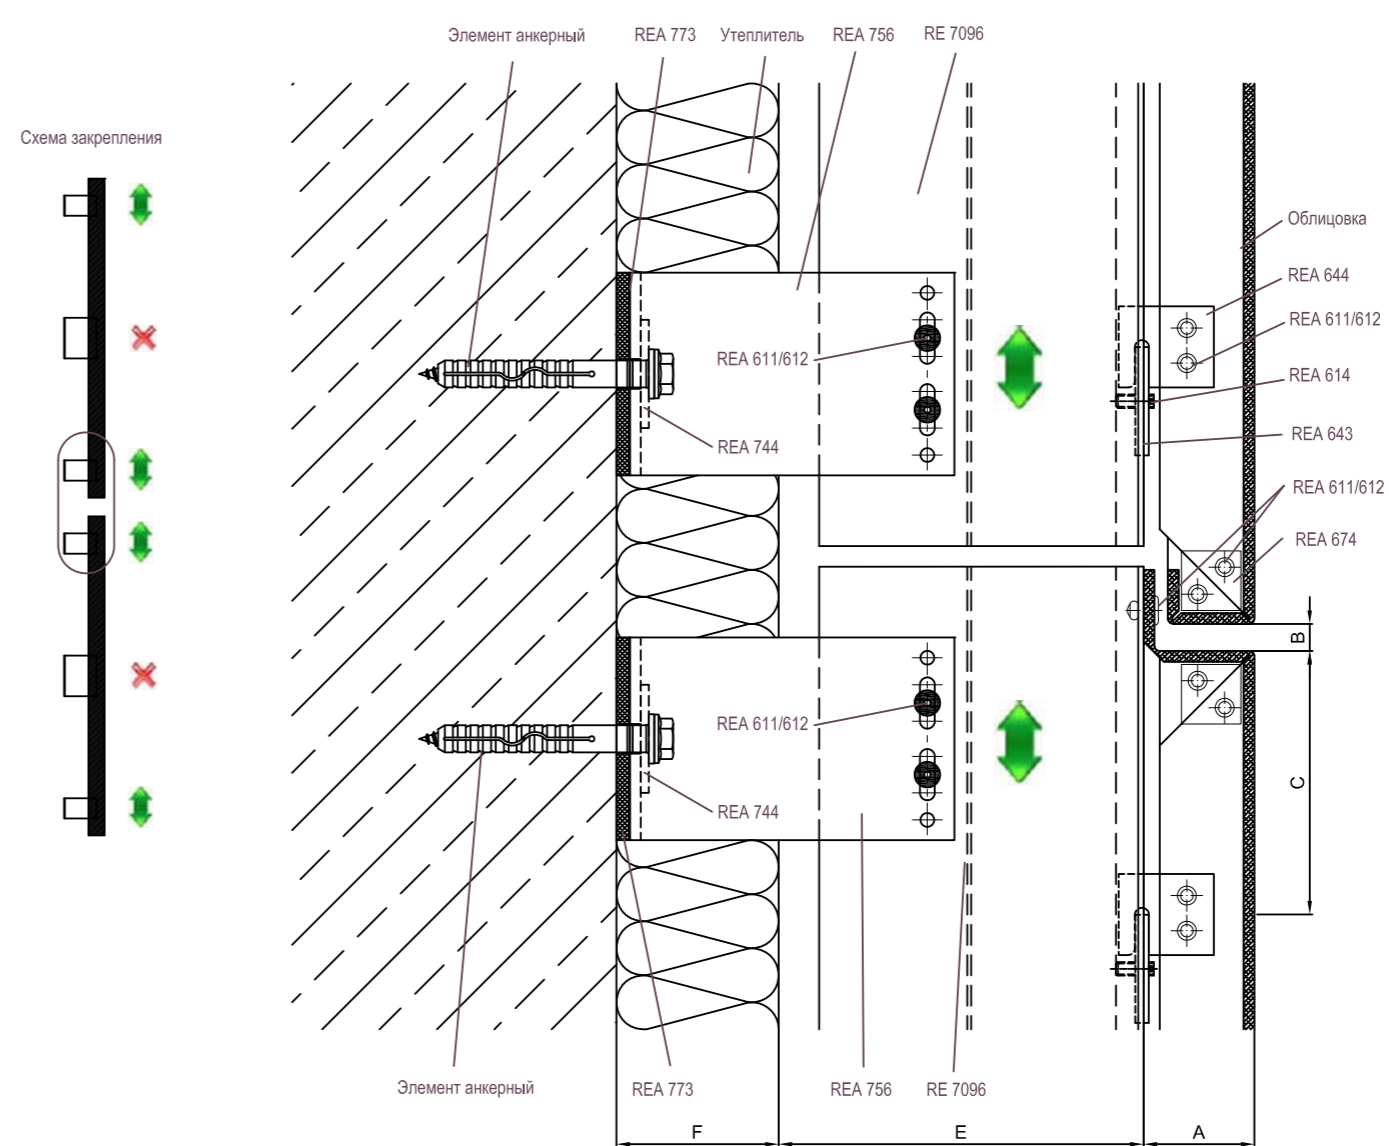 Элемент анкерный
REA 773
Утеплитель
REA 756
RE 7096
Схема закрепления
Облицовка
REA 644
REA 611/612
REA 611/612
REA 614
REA 643
REA 744
REA 611/612
REA 674
B
REA 611/612
C
REA 744
Элемент анкерный
REA 773
REA 756
RE 7096
F
E
A